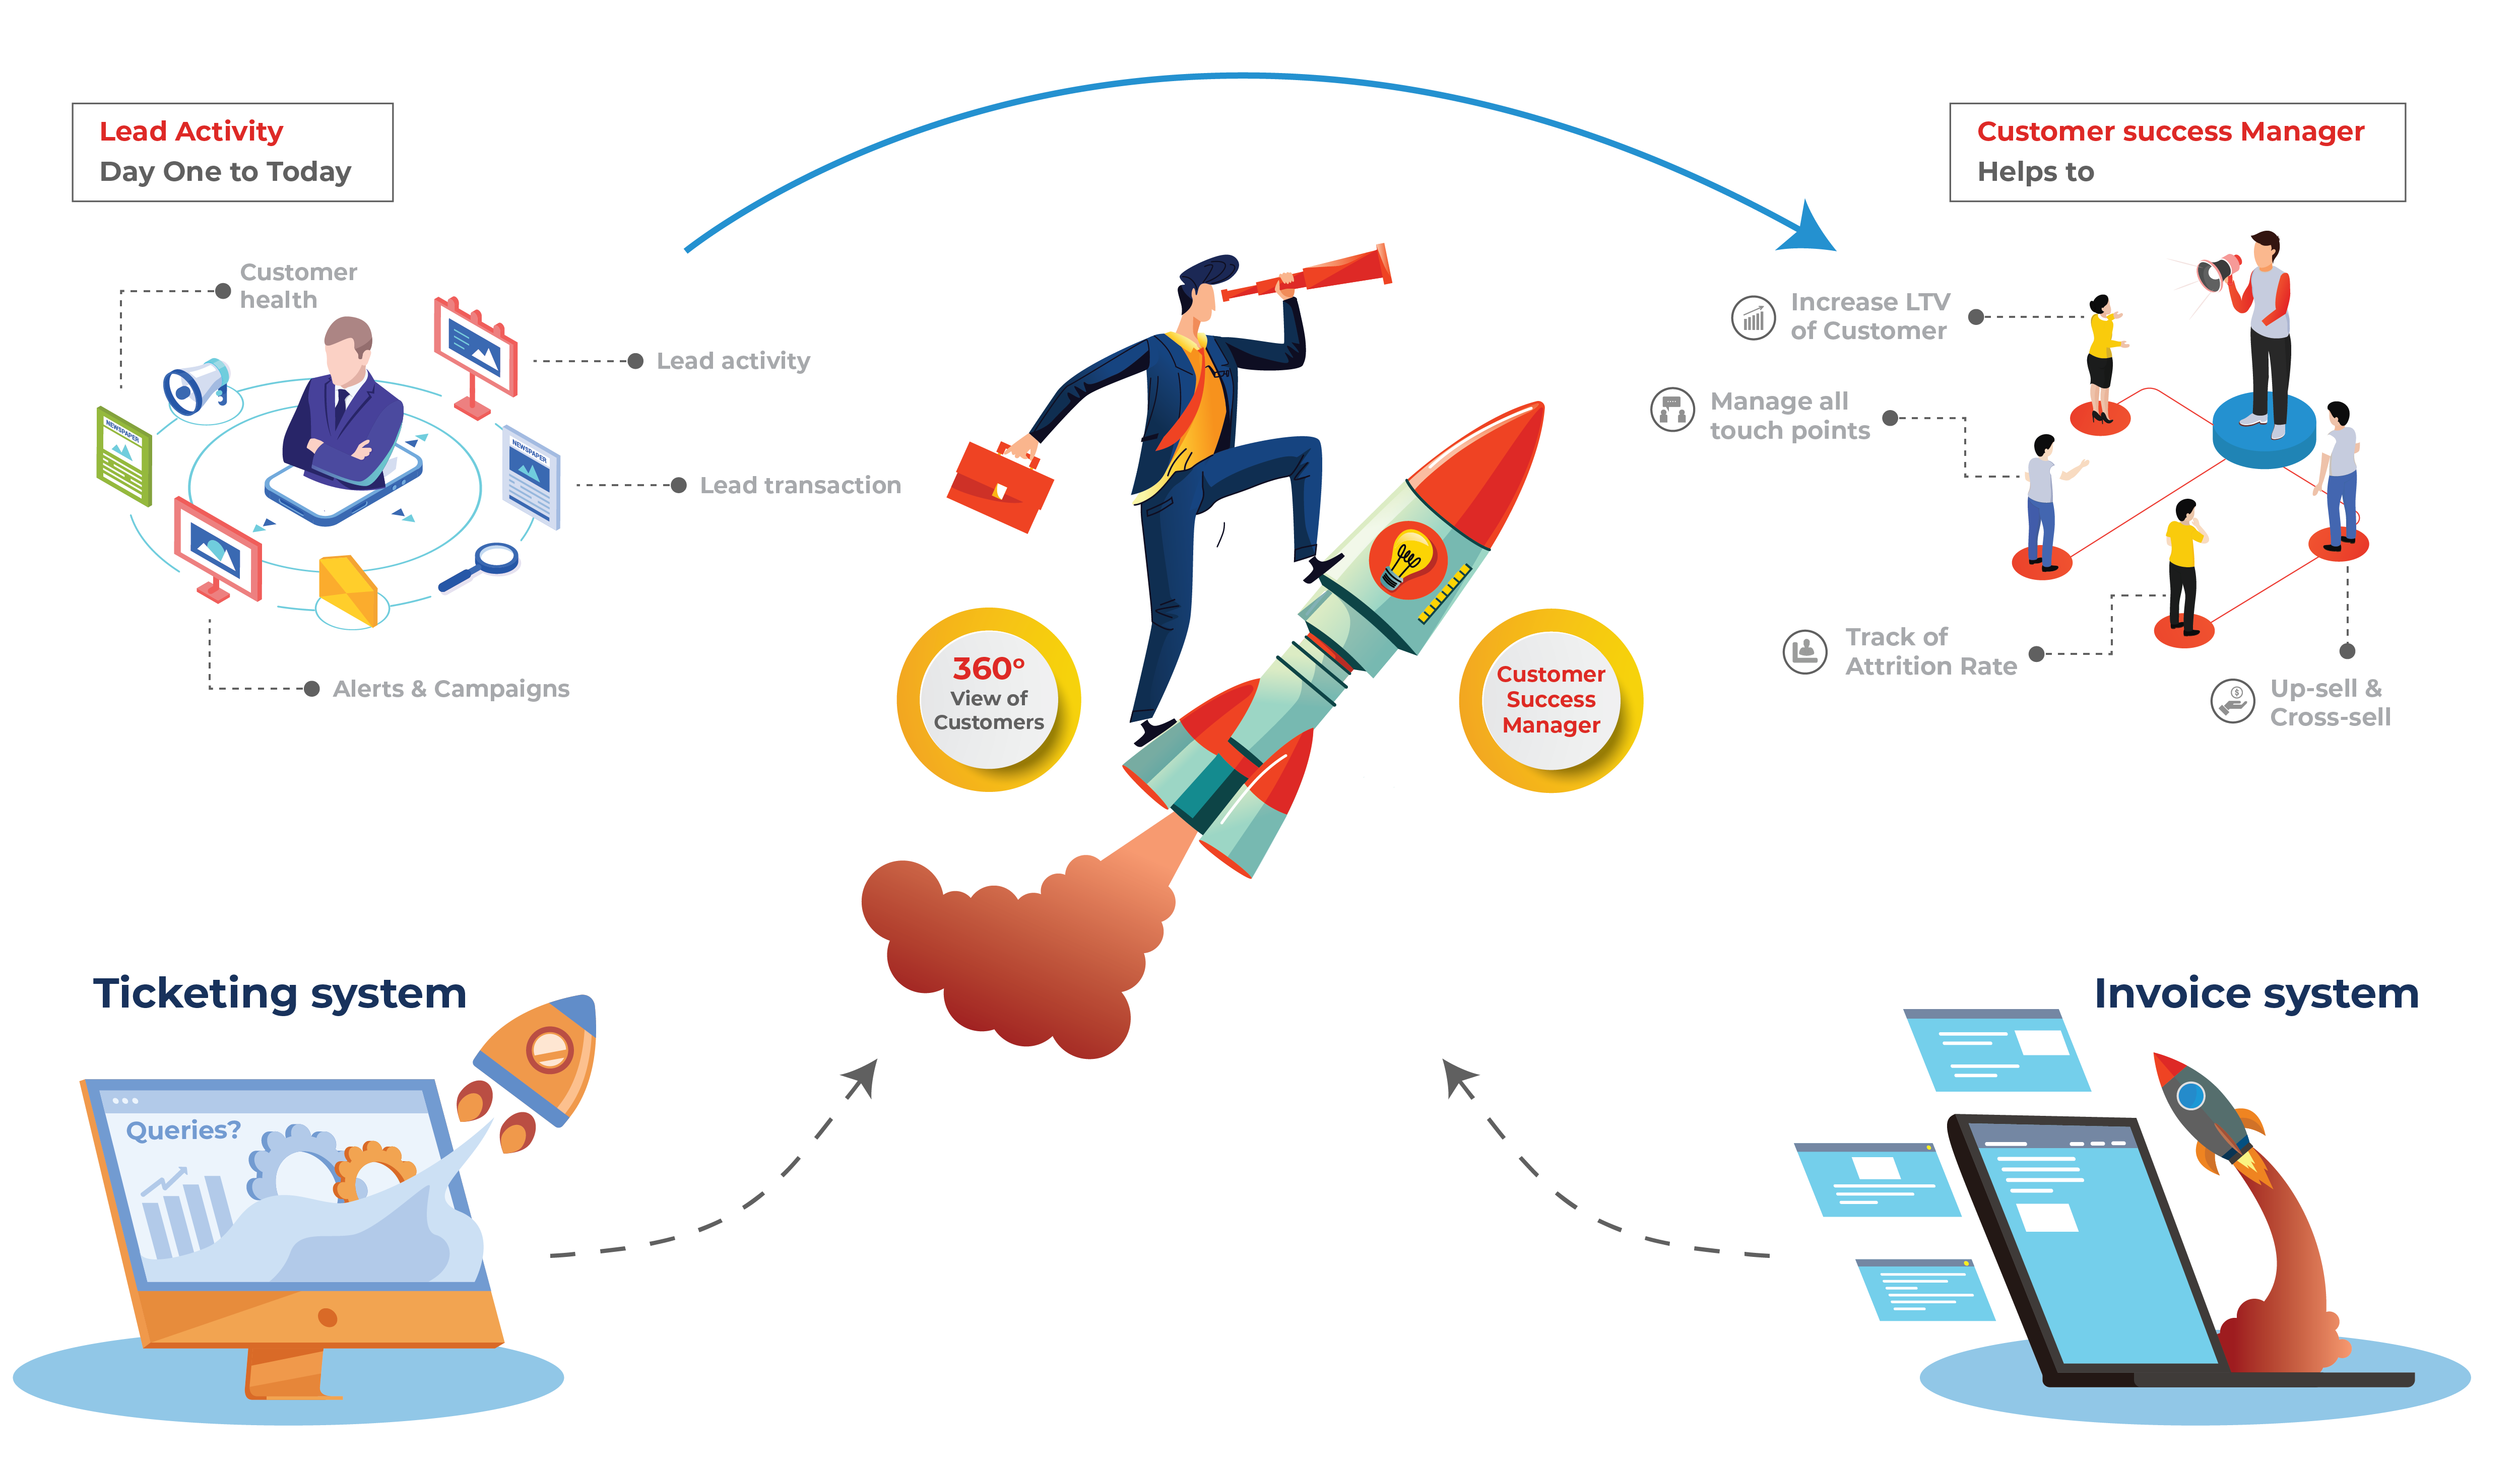 Lead Activity
Day One to Today
Customer
health
Lead activity
NEWSPAPER
NEWSPAPER
Lead transaction
Alerts & Campaigns
360°
View of
Customers
Customer
Success
Manager
Customer success Manager
Helps to
Increase LTV
of Customer
Manage all
touch points
Track of
Attrition Rate
$
Up-sell &
Cross-sell
Ticketing system
Queries?
Invoice system